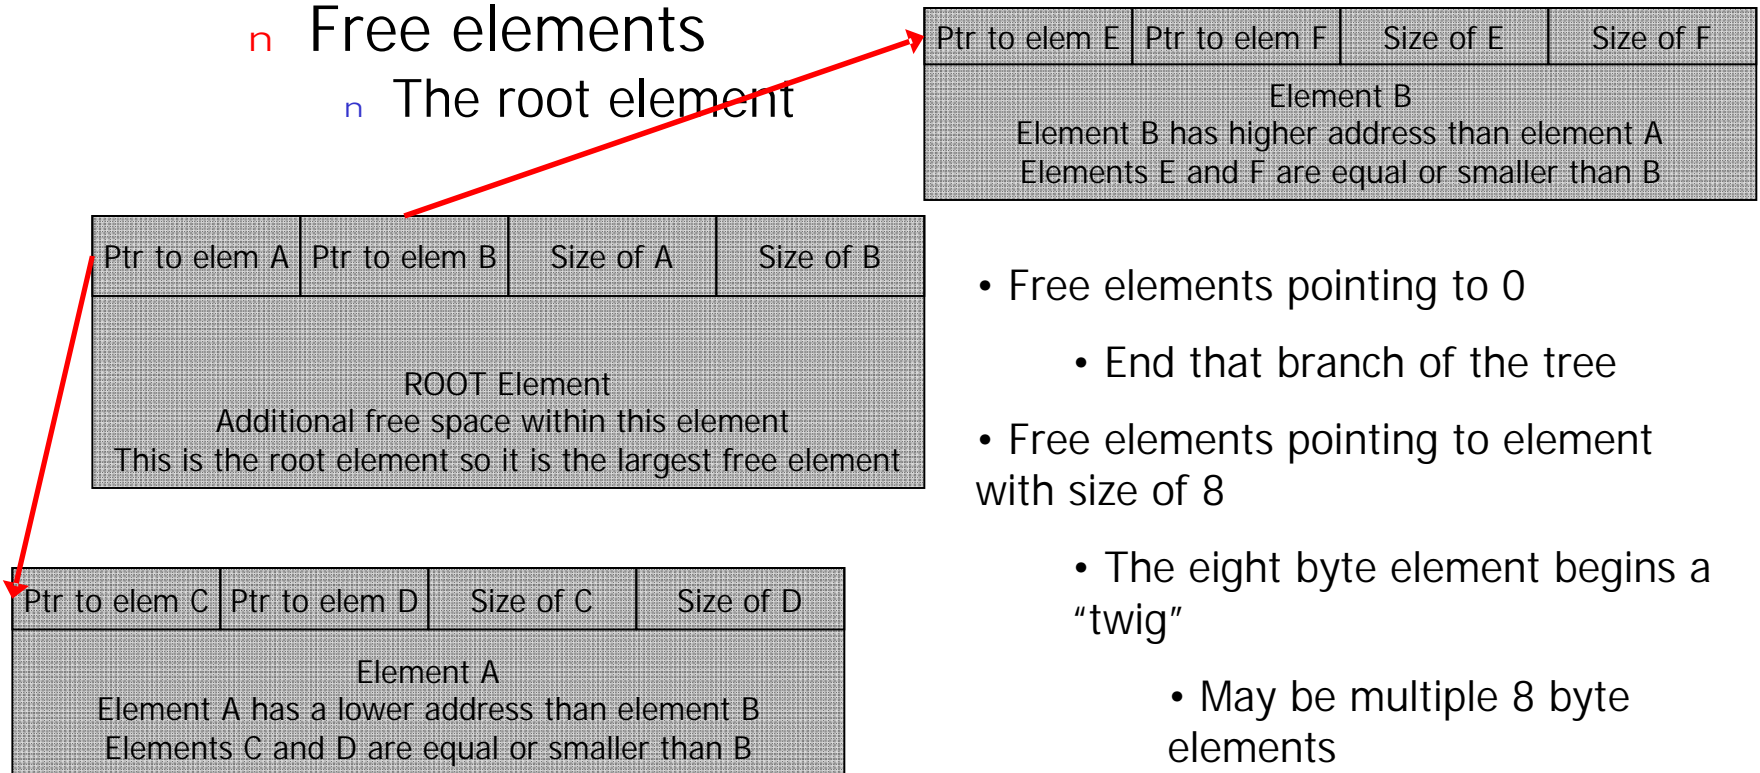 n Free elements
n The root element
Ptr to elem E Ptr to elem F Size of E Size of F
Element B
Element B has higher address than element A
Elements E and F are equal or smaller than B
Ptr to elem A Ptr to elem B Size of A Size of B
ROOT Element
Additional free space within this element
This is the root element so it is the largest free element
Ptr to elem C Ptr to elem D Size of C Size of D
Element A
Element A has a lower address than element B
Elements C and D are equal or smaller than B
• Free elements pointing to 0
• End that branch of the tree
• Free elements pointing to element
with size of 8
• The eight byte element begins a
“twig”
• May be multiple 8 byte
elements